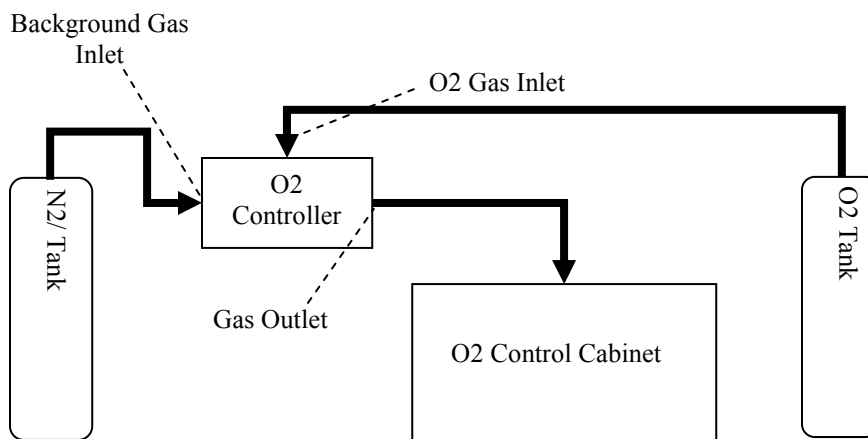 Background Gas
Inlet
O2 Gas Inlet
N2/ Tank
O2
Controller
O2 Tank
Gas Outlet
O2 Control Cabinet